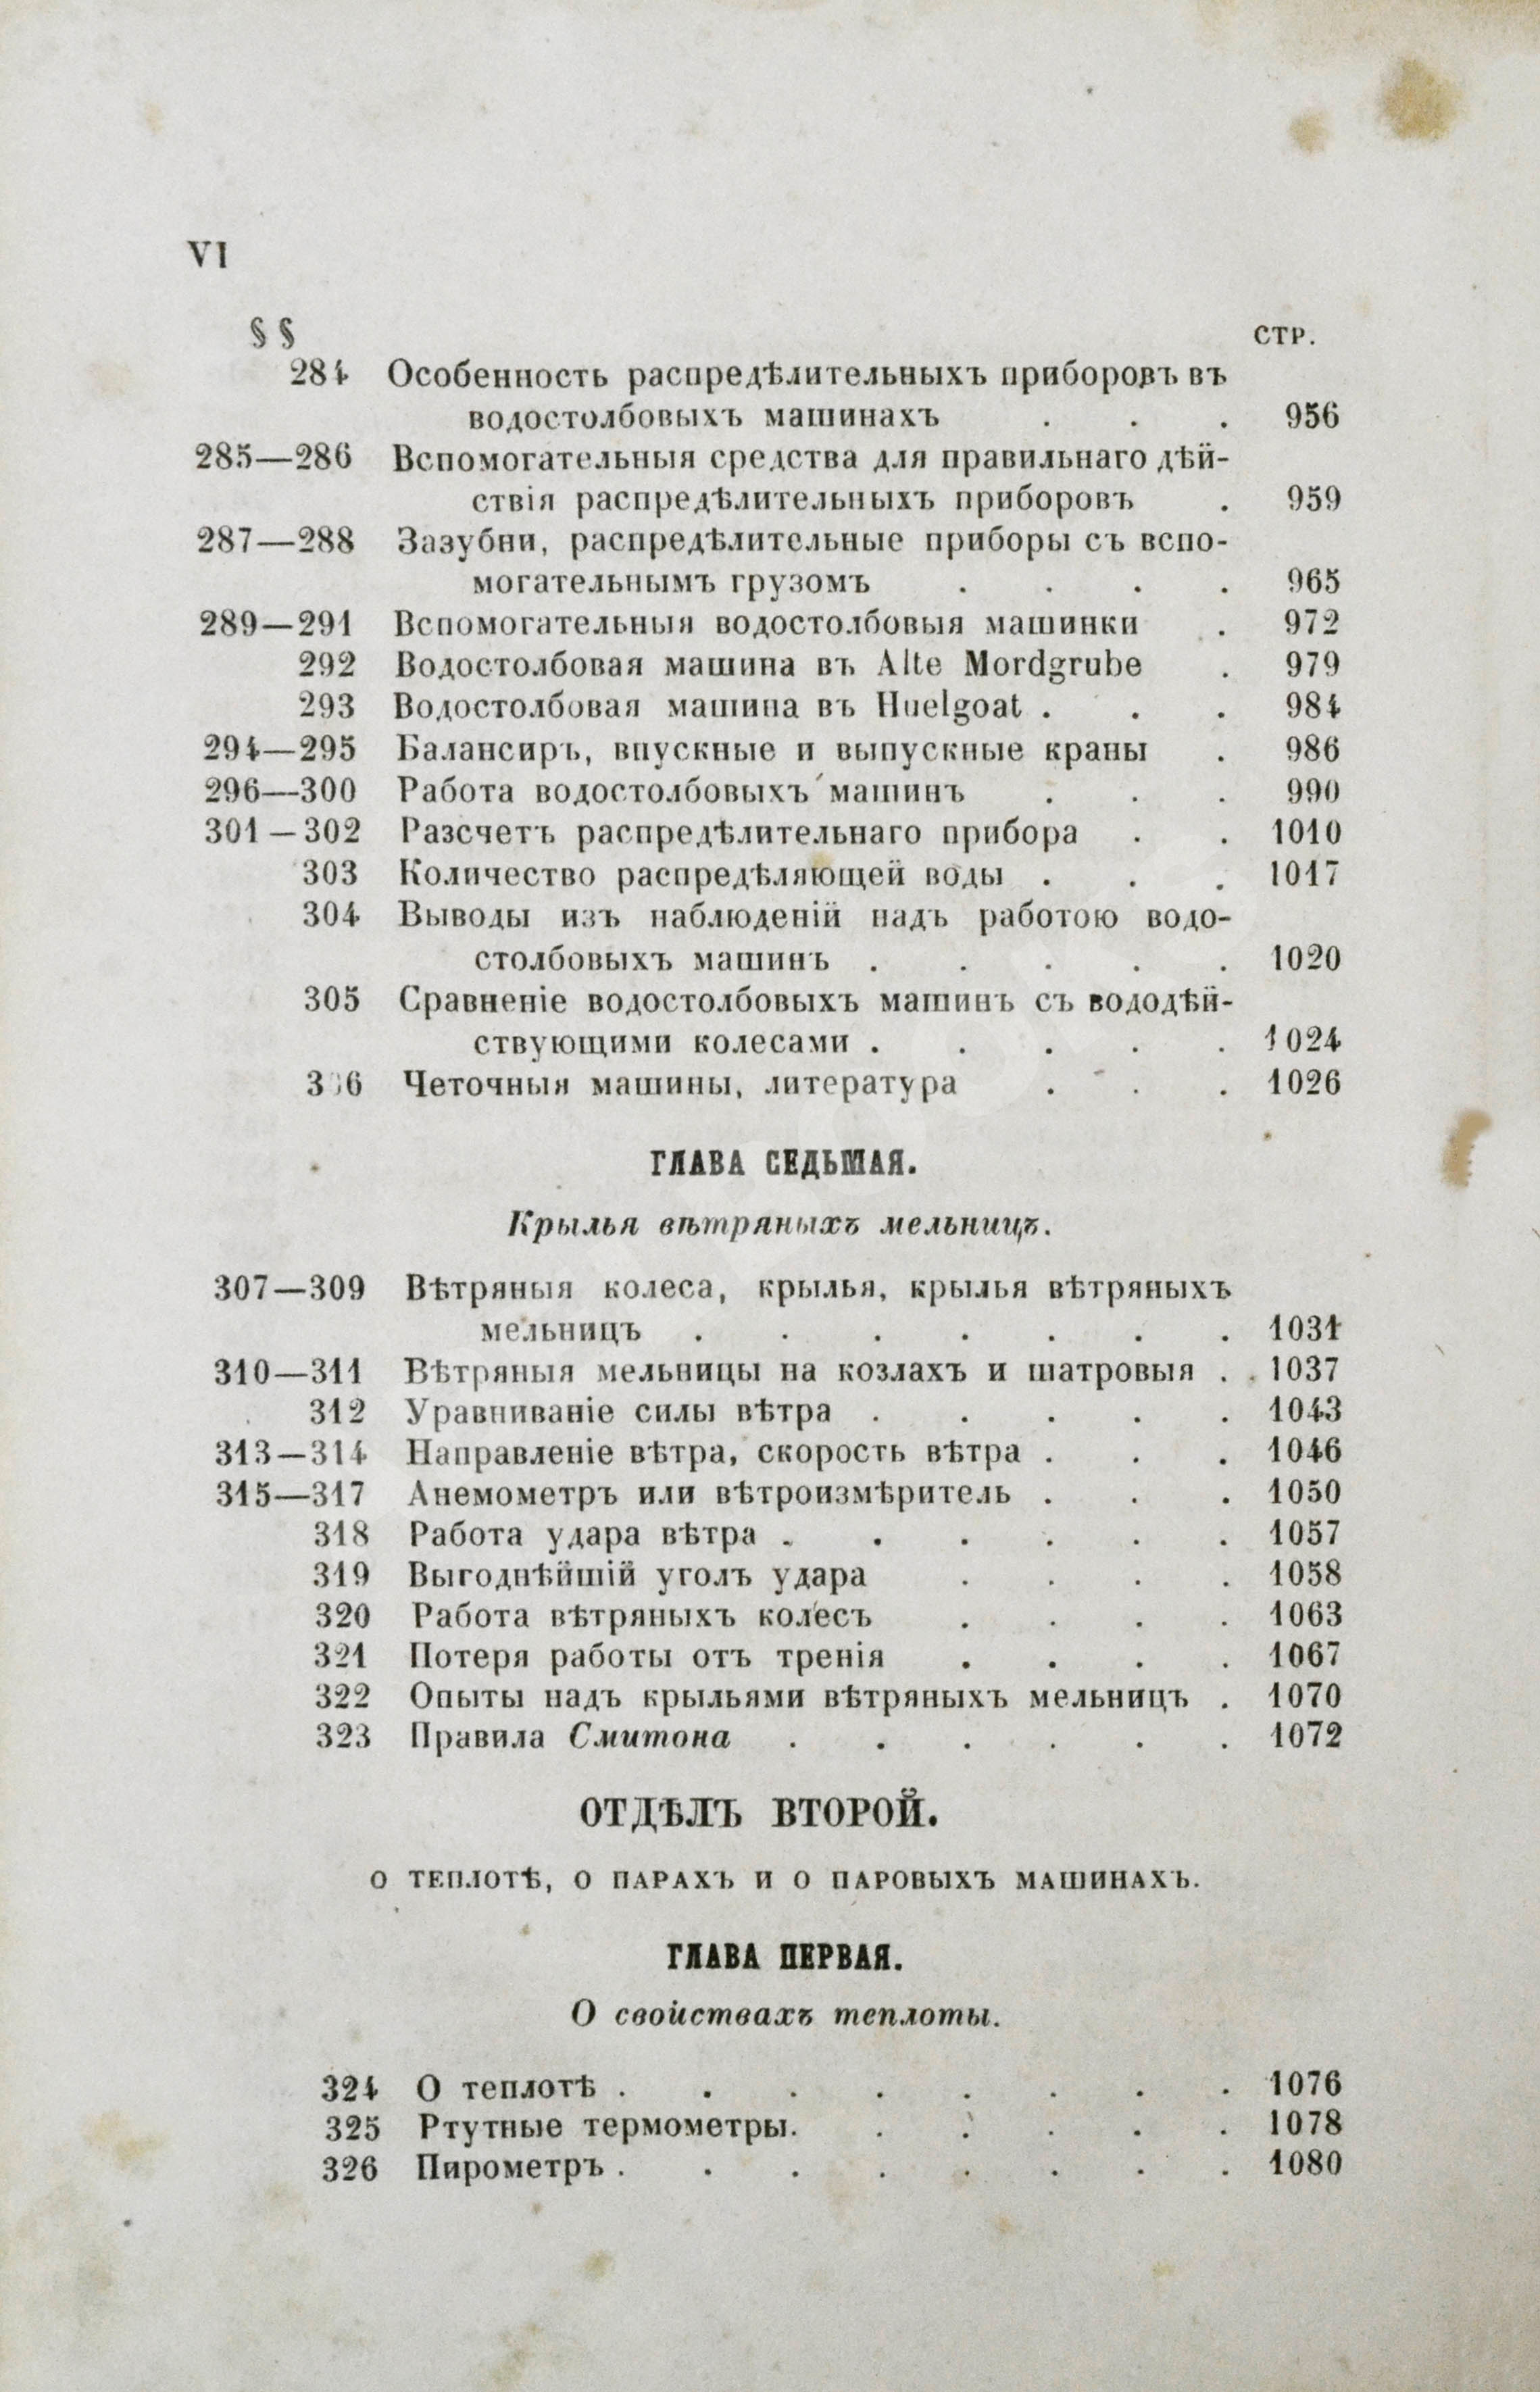 VI
§ §
СТР.
284 Особенность распредѣлительныхъ приборовъ въ
водостолбовыхъ машинахъ . . . 956
285—286 Вспомогательныя средства для правильнаго дѣй-
ствія распредѣлительныхъ приборовъ . 959
287—288 Зазубни, распредѣлительные приборы съ вспо-
могательнымъ грузомъ . . . . 965
289—291 Вспомогательныя водостолбовыя машинки . 972
292 Водостолбовая машина въ Alte Mordgrube . 979
293 Водостолбовая машина въ Huelgoat . . . 984
294—295 Балансиръ, впускные и выпускные краны . 986
296—300 Работа водостолбовыхъ машинъ . . . 990
301—302 Разсчетъ распредѣлительнаго прибора . . 1010
303 Количество распредѣляющей воды . . . 1017
304 Выводы изъ наблюденій надъ работою водо-
столбовыхъ машинъ . . . . . 1020
305 Сравненіе водостолбовыхъ машинъ съ вододѣй-
ствующими колесами . . . . . 1024
306 Четочныя машины, литература . . . 1026
ГЛАВА СЕДЬМАЯ.
Крылья вѣтряныхъ мельницъ.
307—309 Вѣтряныя колеса, крылья, крылья вѣтряныхъ
мельницъ . . . . . . . 1031
310—311 Вѣтряныя мельницы на козлахъ и шатровыя . . 1037
312 Уравниваніе силы вѣтра . . . . . 1043
313—314 Направленіе вѣтра, скорость вѣтра . . . 1046
315—317 Анемометръ или вѣтроизмѣритель . . . 1050
318 Работа удара вѣтра . . . . . . 1057
319 Выгоднѣйшій уголъ удара . . . . 1058
320 Работа вѣтряныхъ колесъ . . . . 1063
321 Потеря работы отъ тренія . . . . 1067
322 Опыты надъ крыльями вѣтряныхъ мельницъ . 1070
323 Правила Смитона . . . . . . 1072
ОТДѢЛЪ ВТОРОЙ.
О ТЕПЛОТѢ, О ПАРАХЪ И О ПАРОВЫХЪ МАШИНАХЪ.
ГЛАВА ПЕРВАЯ.
О свойствахъ теплоты.
324 О теплотѣ . . . . . . . . 1076
325 Ртутные термометры. . . . . . 1078
326 Пирометръ . . . . . . . . 1080